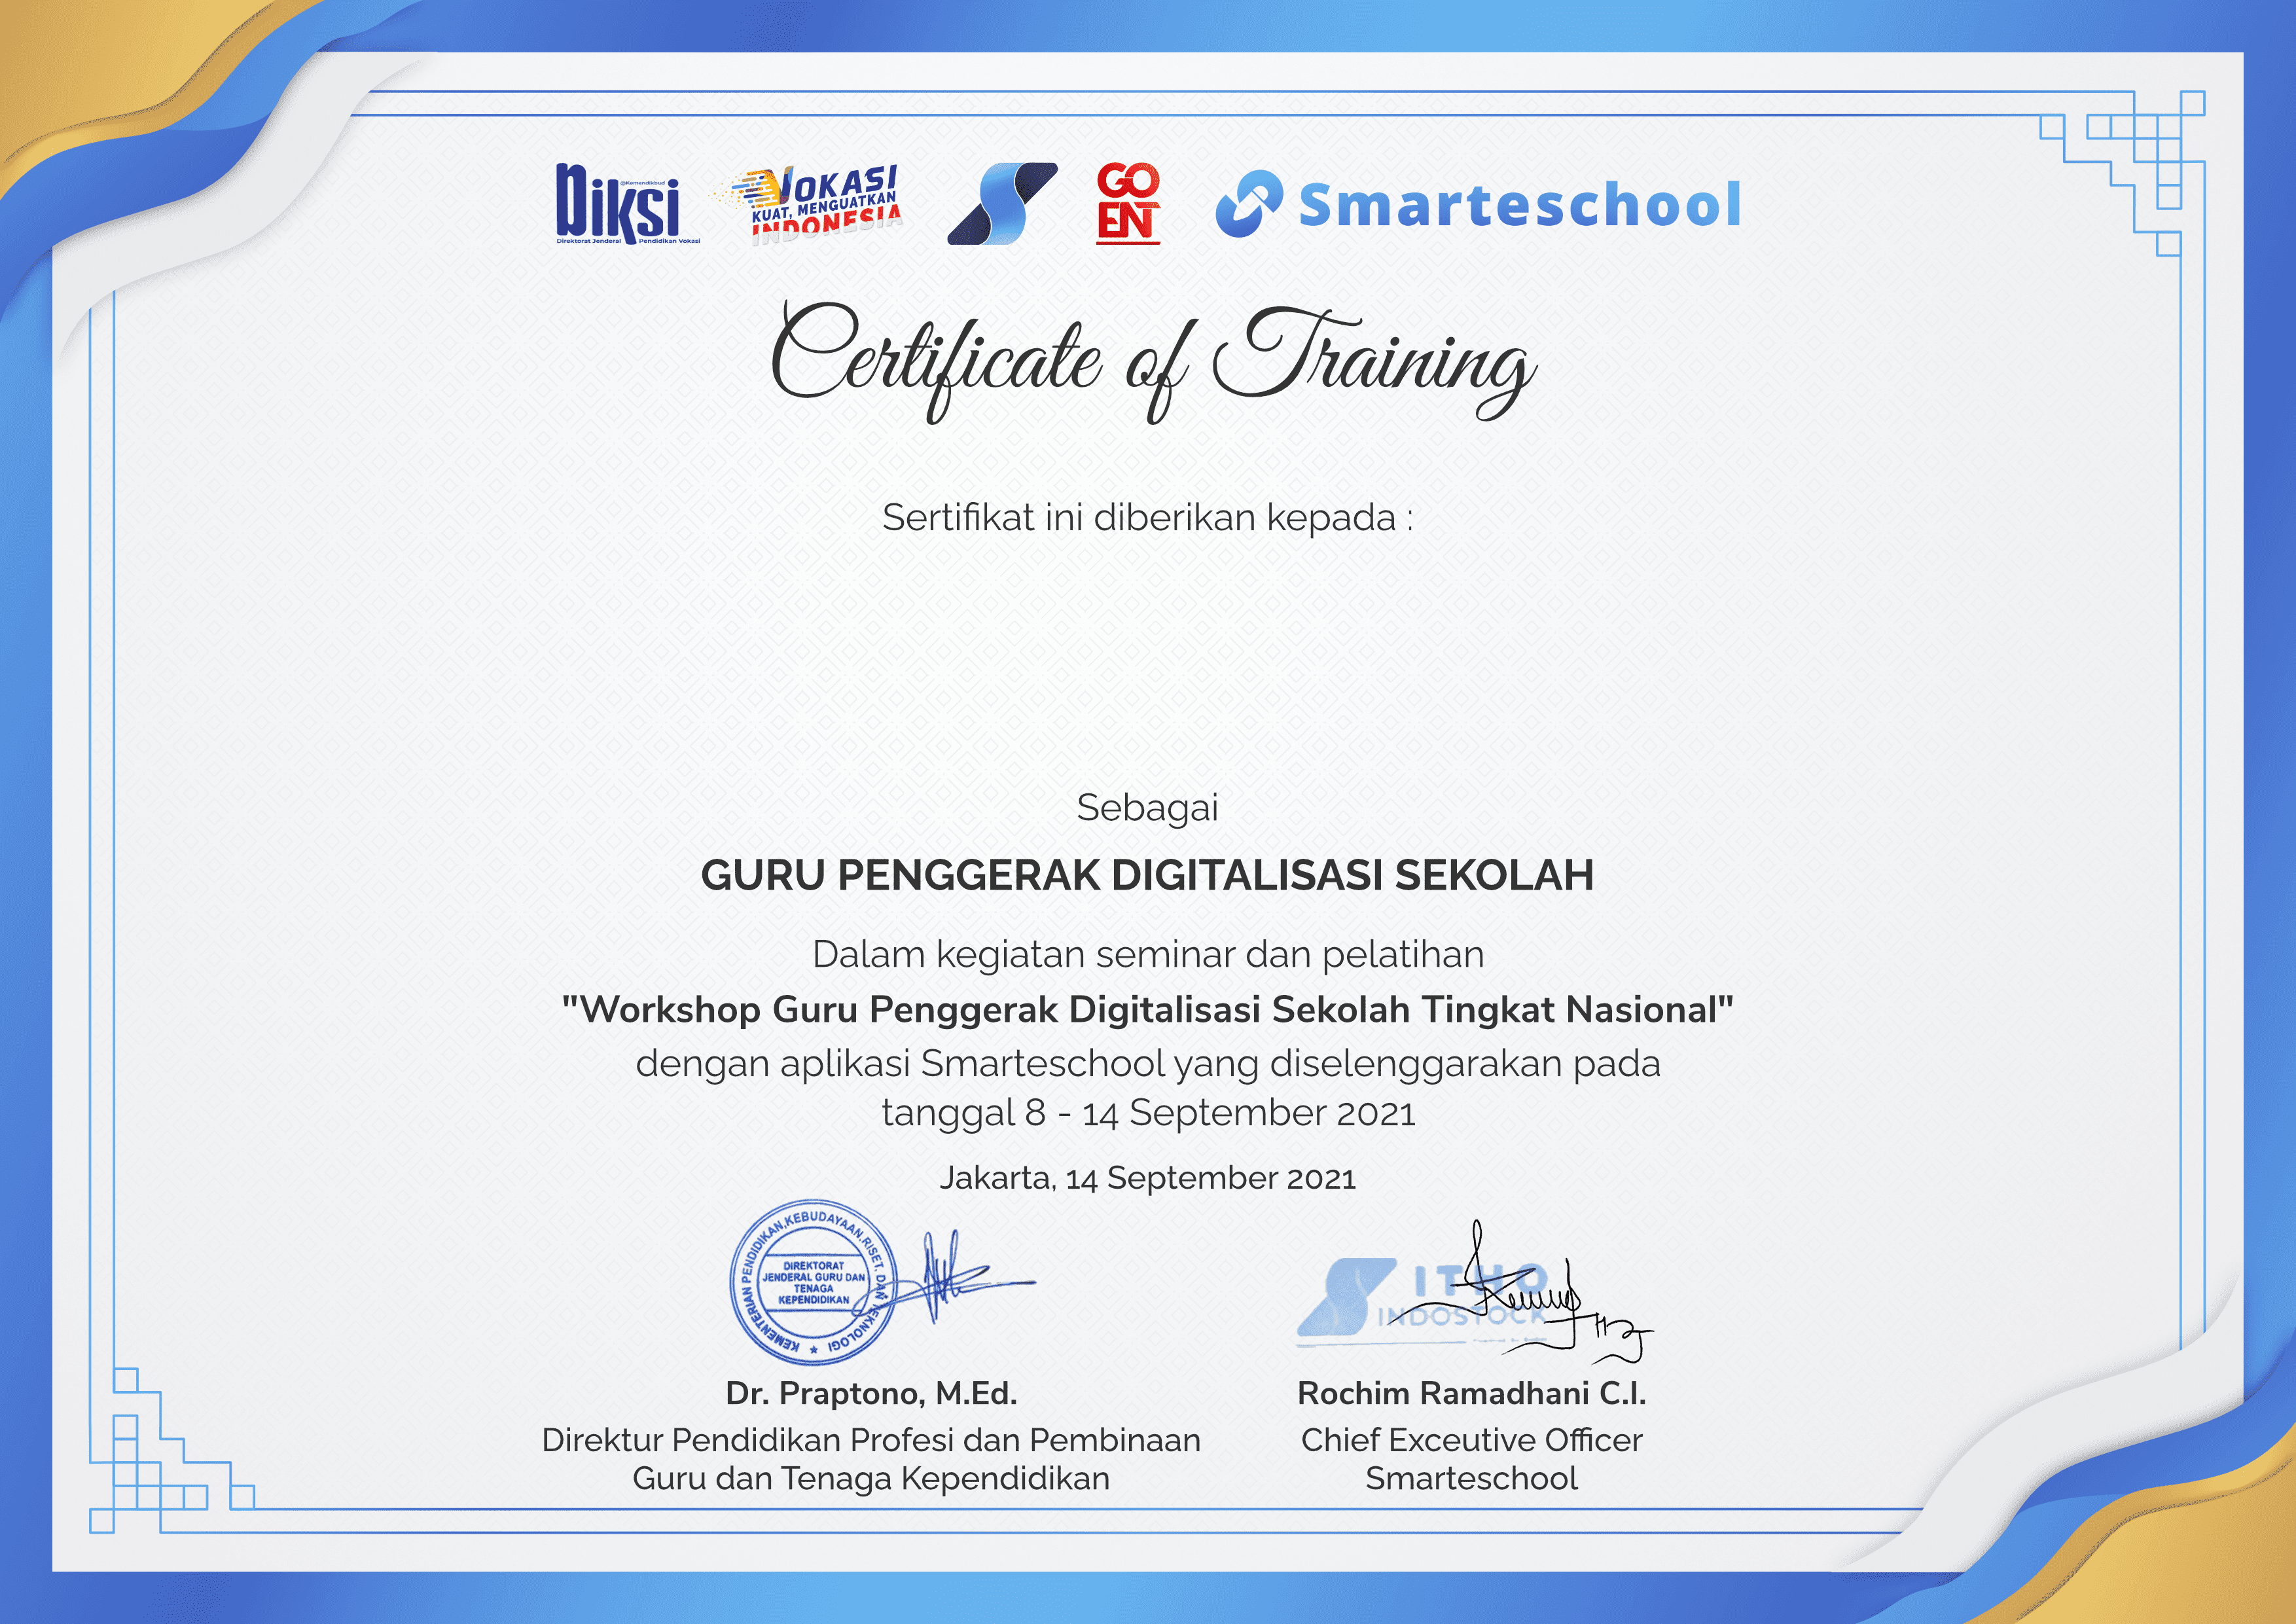 Diksi
@Kemendikbud
Direktorat Jenderal Pendidikan Vokasi
VOKASI
KUAT, MENGUATKAN
INDONESIA
GO
ENT
Smarteschool
Certificate of Training
Sertifikat ini diberikan kepada :
Sebagai
GURU PENGGERAK DIGITALISASI SEKOLAH
Dalam kegiatan seminar dan pelatihan
"Workshop Guru Penggerak Digitalisasi Sekolah Tingkat Nasional"
dengan aplikasi Smarteschool yang diselenggarakan pada
tanggal 8 - 14 September 2021
Jakarta, 14 September 2021
KEMENTERIAN PENDIDIKAN,KEBUDAYAAN,RISET, DAN TEKNOLOGI
DIREKTORAT
JENDERAL GURU DAN
TENAGA
KEPENDIDIKAN
ITHO
INDOSTOCK
Dr. Praptono, M.Ed.
Direktur Pendidikan Profesi dan Pembinaan
Guru dan Tenaga Kependidikan
Rochim Ramadhani C.I.
Chief Exceutive Officer
Smarteschool